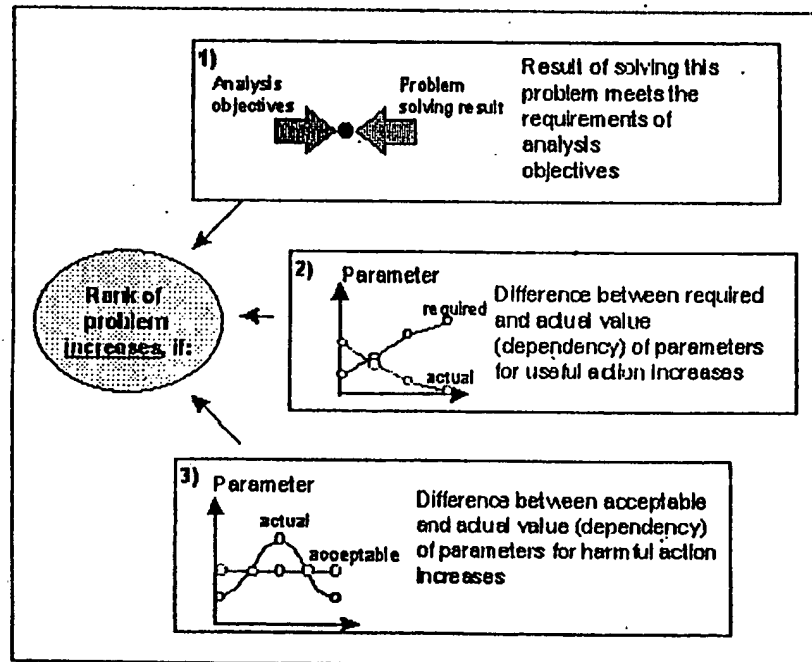 1)
Analysis
objectives
Problem
solving result
Result of solving this
problem meets the
requirements of
analysis
objectives
Rank of
problem
increases, if:
2)
Parameter
required
actual
Difference between required
and actual value
(dependency) of parameters
for useful action increases
3)
Parameter
actual
acceptable
Difference between acceptable
and actual value (dependency)
of parameters for harmful action
increases